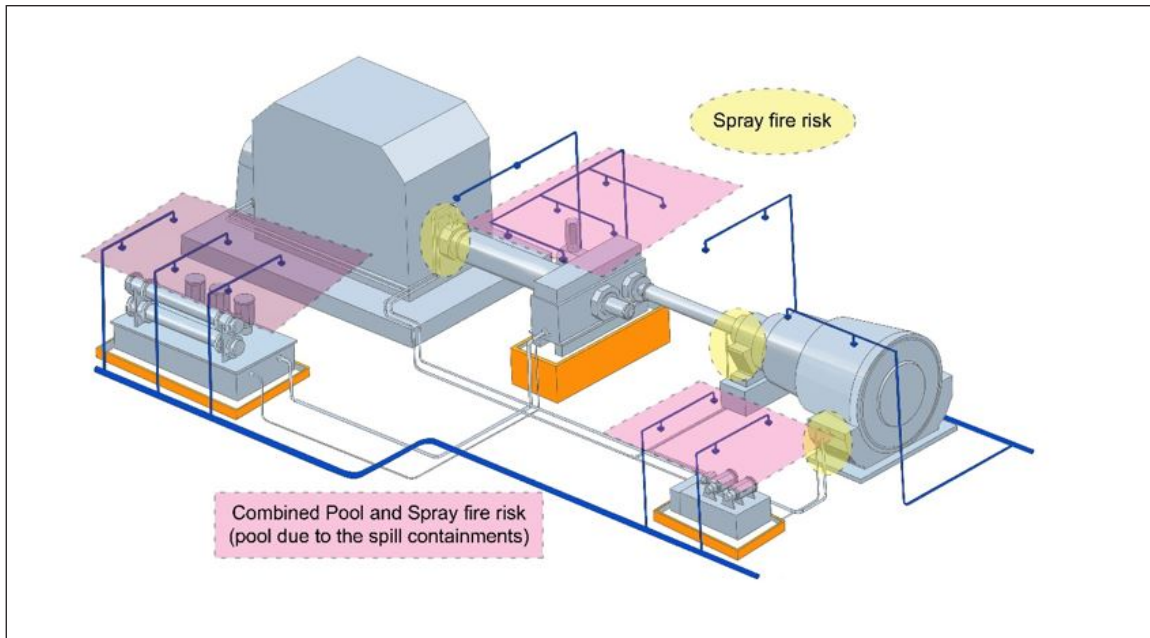 Spray fire risk
Combined Pool and Spray fire risk
(pool due to the spill containments)